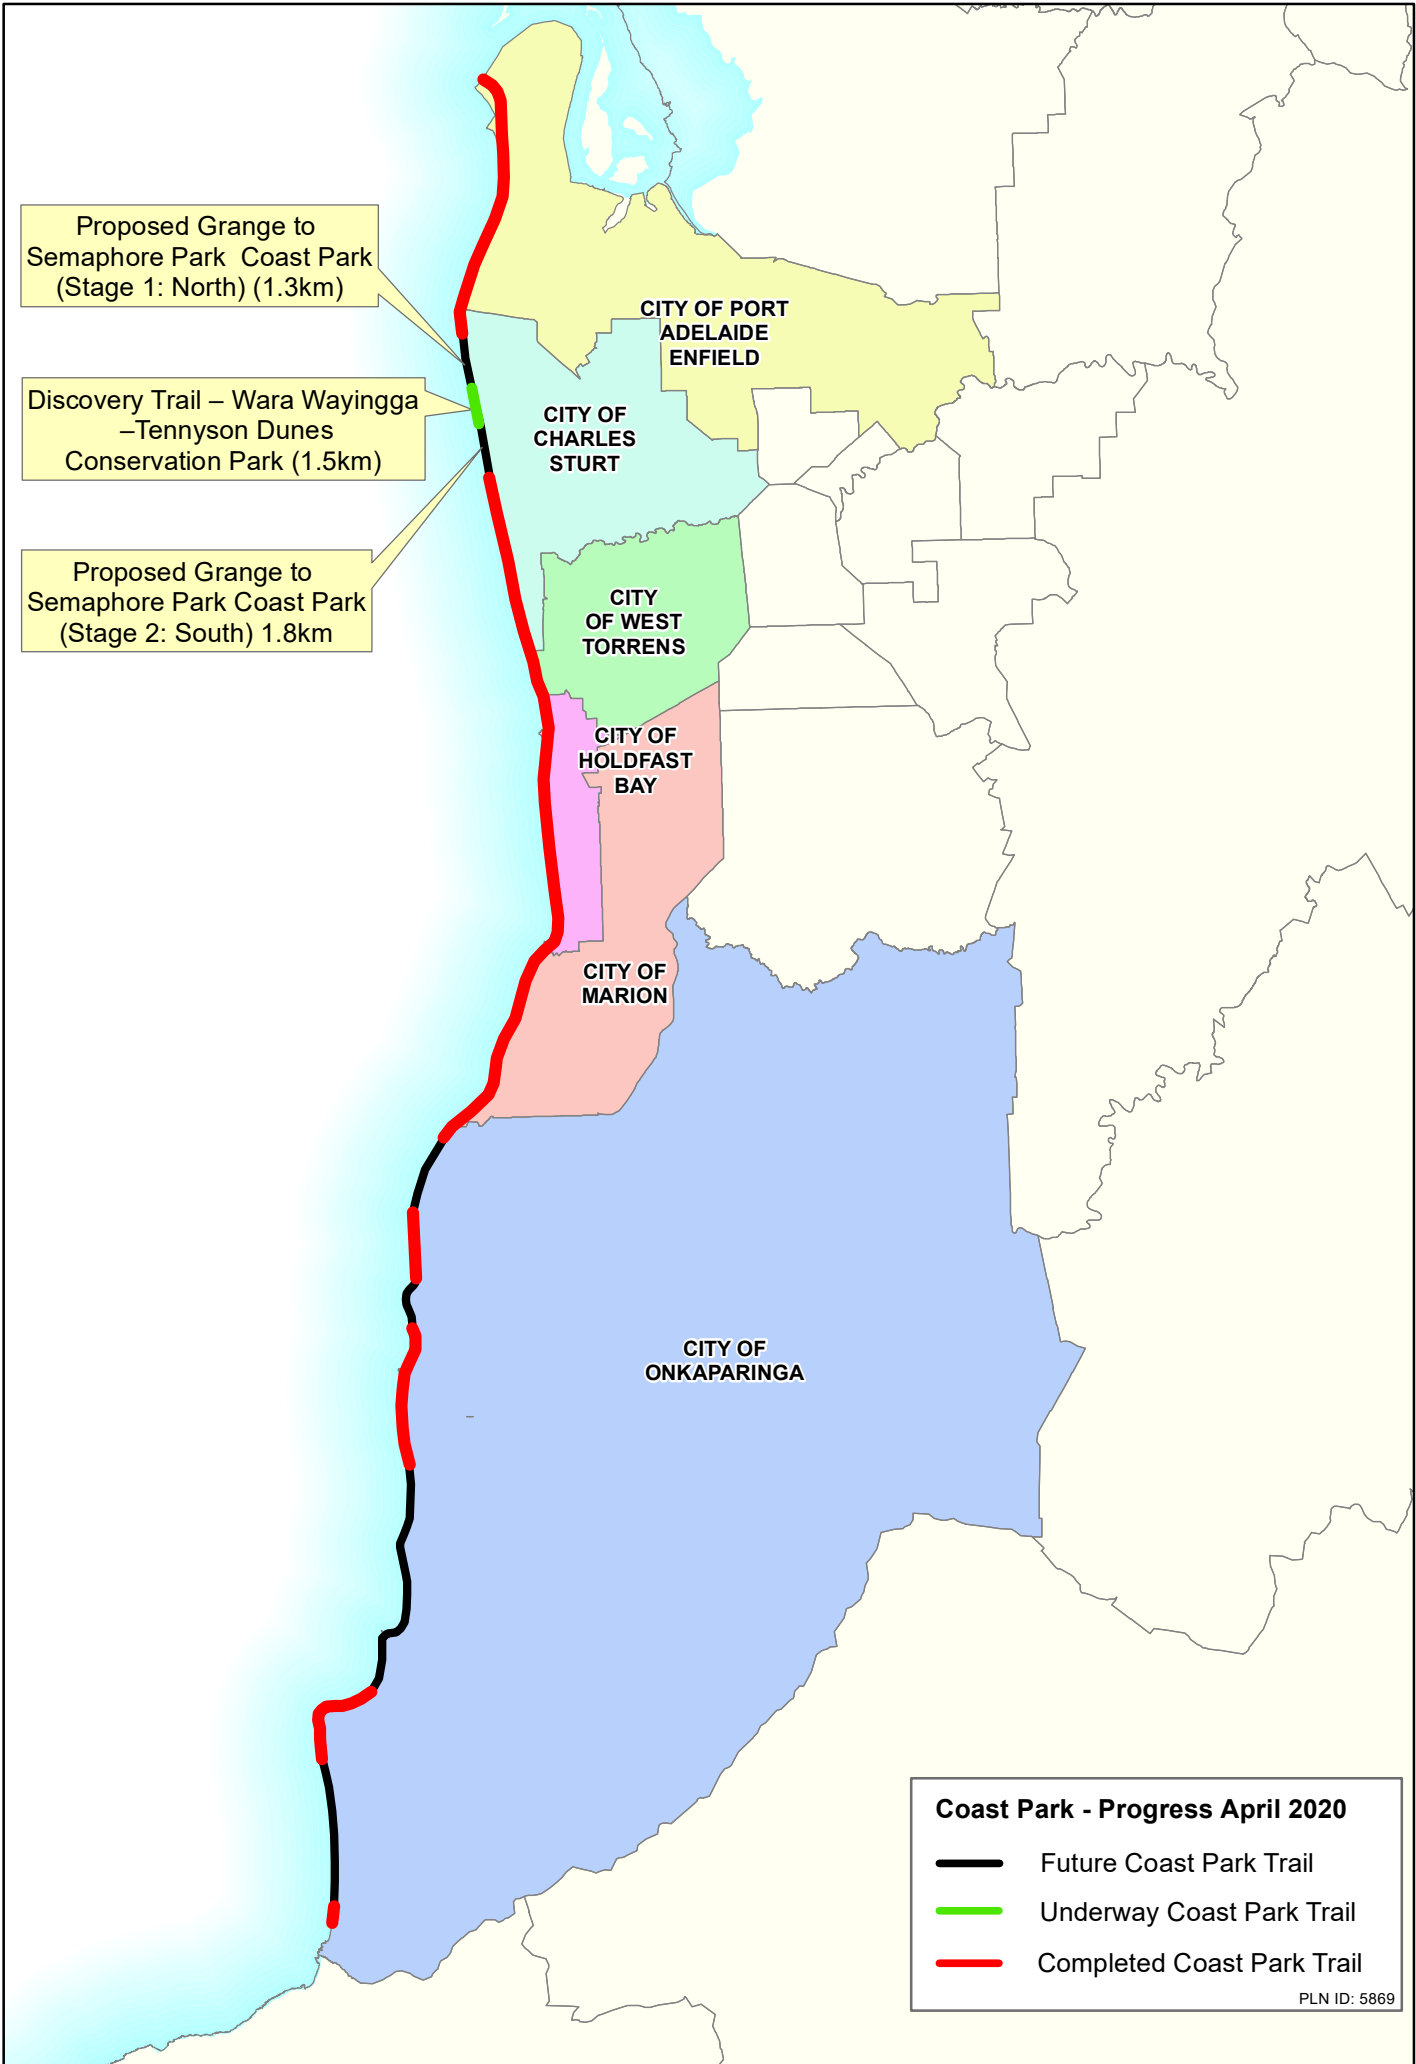 Proposed Grange to
Semaphore Park  Coast Park
(Stage 1: North) (1.3km)
CITY OF PORT
ADELAIDE
ENFIELD
Discovery Trail – Wara Wayingga
–Tennyson Dunes
Conservation Park (1.5km)
CITY OF
CHARLES
STURT
Proposed Grange to
Semaphore Park Coast Park
(Stage 2: South) 1.8km
CITY
OF WEST
TORRENS
CITY OF
HOLDFAST
BAY
CITY OF
MARION
CITY OF
ONKAPARINGA
Coast Park - Progress April 2020
Future Coast Park Trail
Underway Coast Park Trail
Completed Coast Park Trail
PLN ID: 5869